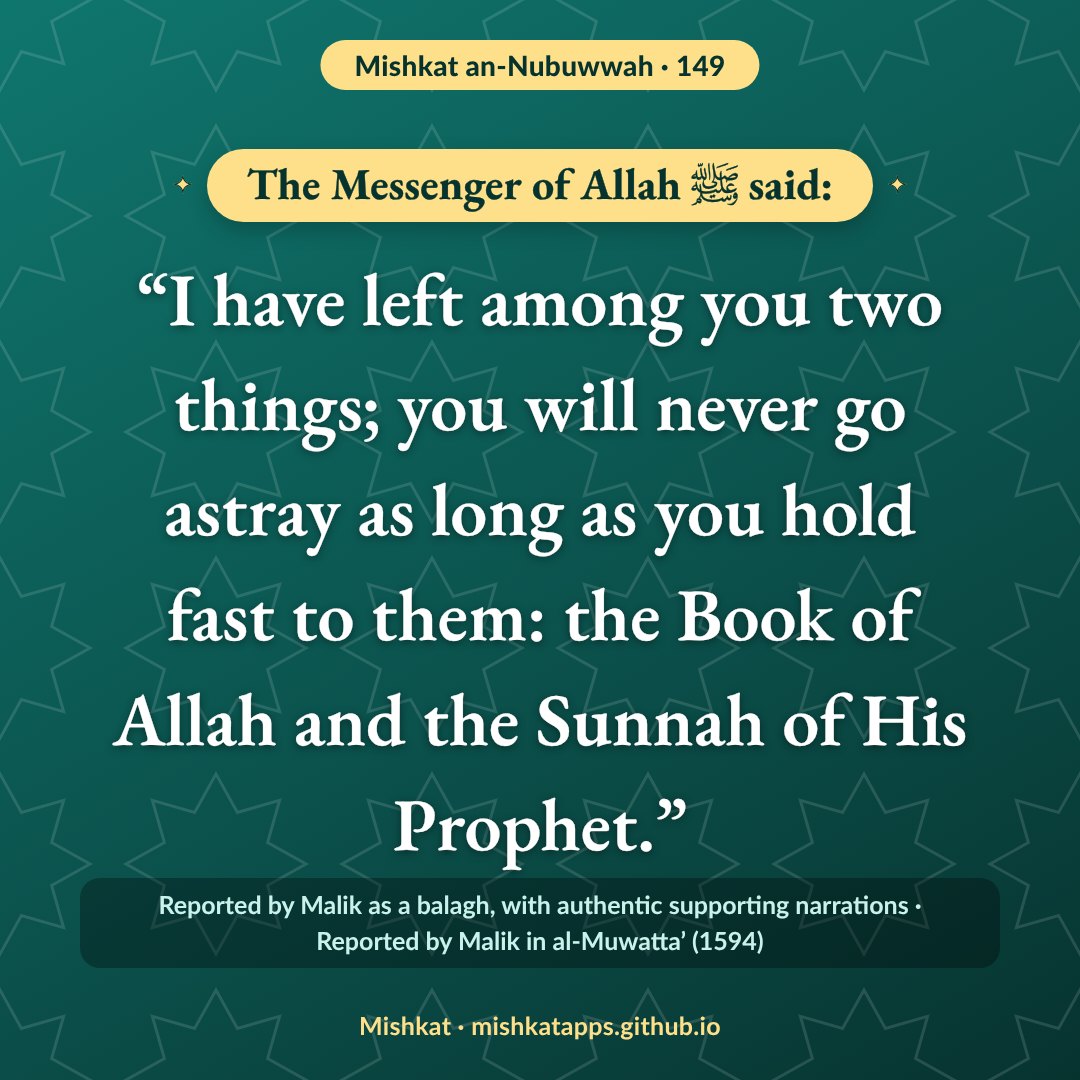 Mishkat an-Nubuwwah · 149
The Messenger of Allah ﷺ said:
“I have left among you two
things; you will never go
astray as long as you hold
fast to them: the Book of
Allah and the Sunnah of His
Prophet.”
Reported by Malik as a balagh, with authentic supporting narrations ·
Reported by Malik in al-Muwatta’ (1594)
Mishkat · mishkatapps.github.io